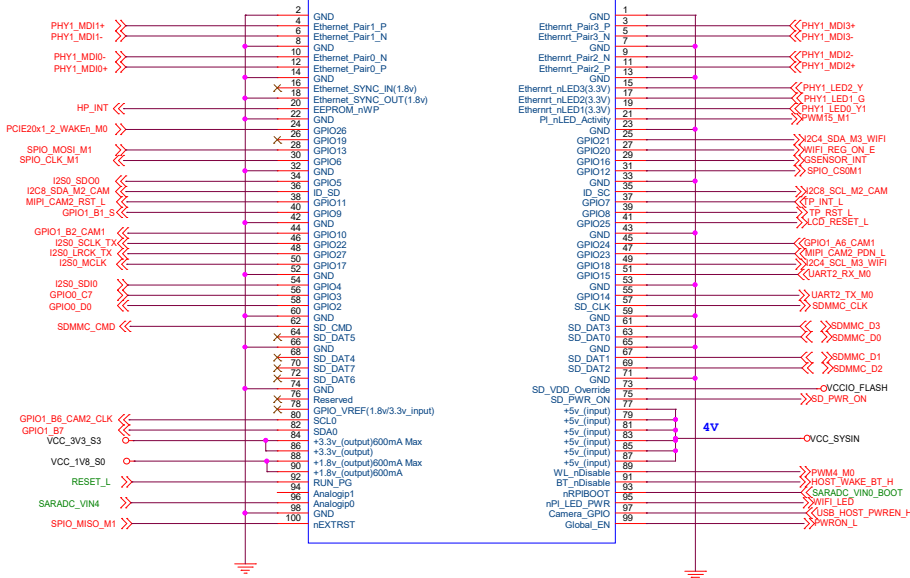 2 GND GND 1
PHY1_MDI1+ 4 Ethernet_Pair1_P Ethernrt_Pair3_P 3 PHY1_MDI3+
PHY1_MDI1- 6 Ethernet_Pair1_N Ethernrt_Pair3_N 5 PHY1_MDI3-
8 GND GND 7
PHY1_MDI0- 10 Ethernet_Pair0_N Ethernrt_Pair2_N 9 PHY1_MDI2-
PHY1_MDI0+ 12 Ethernet_Pair0_P Ethernrt_Pair2_P 11 PHY1_MDI2+
14 GND GND 13
16 Ethernet_SYNC_IN(1.8v) Ethernrt_nLED3(3.3V) 15 PHY1_LED2_Y
18 Ethernet_SYNC_OUT(1.8v) Ethernrt_nLED2(3.3V) 17 PHY1_LED1_G
HP_INT 20 EEPROM_nWP Ethernrt_nLED1(3.3V) 19 PHY1_LED0_Y1
22 GND PI_nLED_Activity 21 PWM15_M1
PCIE20x1_2_WAKEn_M0 24 GPIO26 GND 23
26 GPIO19 GPIO21 25 I2C4_SDA_M3_WIFI
SPIO_MOSI_M1 28 GPIO13 GPIO20 27 WIFI_REG_ON_E
SPIO_CLK_M1 30 GPIO6 GPIO16 29 GSENSOR_INT
32 GND GPIO12 31 SPIO_CS0M1
I2S0_SDO0 34 GPIO5 GND 33
I2C8_SDA_M2_CAM 36 ID_SD ID_SC 35 I2C8_SCL_M2_CAM
MIPI_CAM2_RST_L 38 GPIO11 GPIO7 37 TP_INT_L
GPIO1_B1_S 40 GPIO9 GPIO8 39 TP_RST_L
42 GND GPIO25 41 LCD_RESET_L
GPIO1_B2_CAM1 44 GPIO10 GND 43
I2S0_SCLK_TX 46 GPIO22 GPIO24 45 GPIO1_A6_CAM1
I2S0_LRCK_TX 48 GPIO27 GPIO23 47 MIPI_CAM2_PDN_L
I2S0_MCLK 50 GPIO17 GPIO18 49 I2C4_SCL_M3_WIFI
52 GND GPIO15 51 UART2_RX_M0
I2S0_SDI0 54 GPIO4 GND 53
GPIO0_C7 56 GPIO3 GPIO14 55 UART2_TX_M0
GPIO0_D0 58 GPIO2 SD_CLK 57 SDMMC_CLK
60 GND GND 59
SDMMC_CMD 62 SD_CMD SD_DAT3 61 SDMMC_D3
64 SD_DAT5 SD_DAT0 63 SDMMC_D0
66 GND GND 65
68 SD_DAT4 SD_DAT1 67 SDMMC_D1
70 SD_DAT7 SD_DAT2 69 SDMMC_D2
72 SD_DAT6 GND 71
74 GND SD_VDD_Override 73 VCCIO_FLASH
76 Reserved SD_PWR_ON 75 SD_PWR_ON
78 GPIO_VREF(1.8v/3.3v_input) +5v_(input) 77
GPIO1_B6_CAM2_CLK 80 SCL0 +5v_(input) 79
GPIO1_B7 82 SDA0 +5v_(input) 81 4V
VCC_3V3_S3 84 +3.3v_(output)600mA Max +5v_(input) 83 VCC_SYSIN
86 +3.3v_(output) +5v_(input) 85
VCC_1V8_S0 88 +1.8v_(output)600mA Max +5v_(input) 87
90 +1.8v_(output)600mA WL_nDisable 89 PWM4_M0
RESET_L 92 RUN_PG BT_nDisable 91 HOST_WAKE_BT_H
94 Analogip1 nRPIBOOT 93 SARADC_VIN0_BOOT
SARADC_VIN4 96 Analogip0 nPI_LED_PWR 95 WIFI_LED
98 GND Camera_GPIO 97 USB_HOST_PWREN_H
SPIO_MISO_M1 100 nEXTRST Global_EN 99 PWRON_L